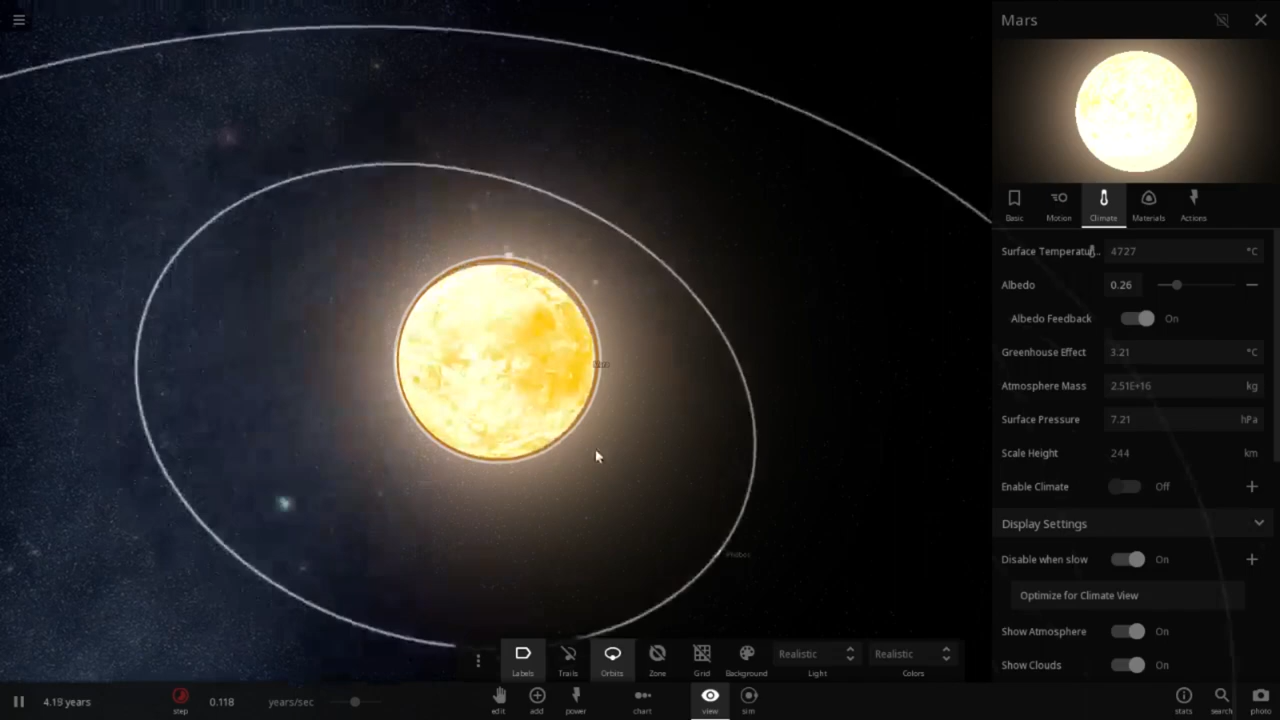 Mars
Basic Motion Climate Materials Actions
Surface Temperatu... 4727 °C
Albedo 0.26
Albedo Feedback On
Greenhouse Effect 3.21 °C
Atmosphere Mass 2.51E+16 kg
Surface Pressure 7.21 hPa
Scale Height 244 km
Enable Climate Off
Display Settings
Disable when slow On
Optimize for Climate View
Show Atmosphere On
Show Clouds On
Mars
Phobos
Labels Trails Orbits Zone Grid Background Realistic Light Realistic Colors
4.19 years step 0.118 years/sec edit add power chart view sim stats search photo